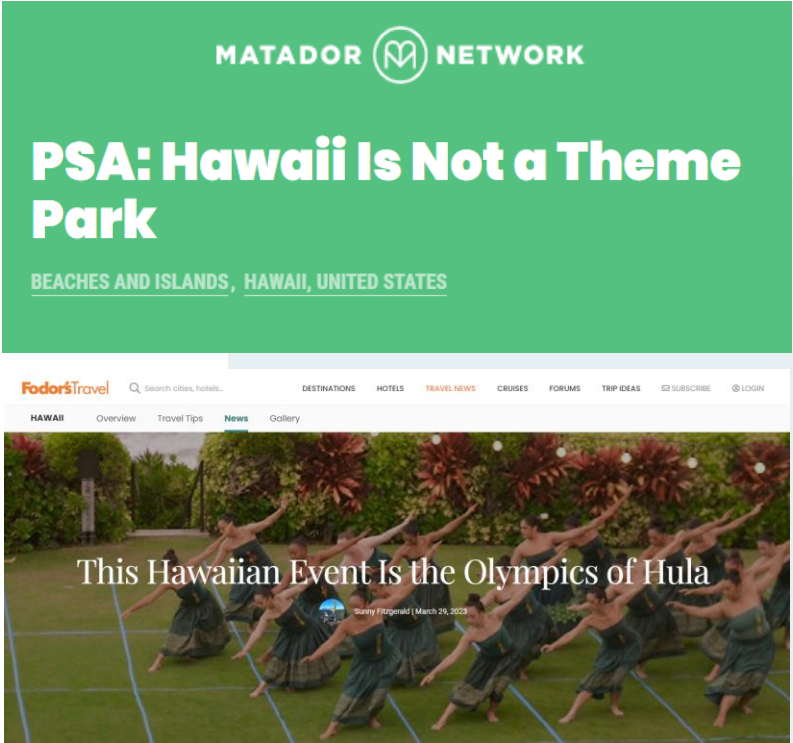 MATADOR NETWORK
PSA: Hawaii Is Not a Theme
Park
BEACHES AND ISLANDS, HAWAII, UNITED STATES
Fodor's Travel Search cities, hotels... DESTINATIONS HOTELS TRAVEL NEWS CRUISES FORUMS TRIP IDEAS SUBSCRIBE LOGIN
HAWAII Overview Travel Tips News Gallery
This Hawaiian Event Is the Olympics of Hula
Sunny Fitzgerald | March 29, 2023